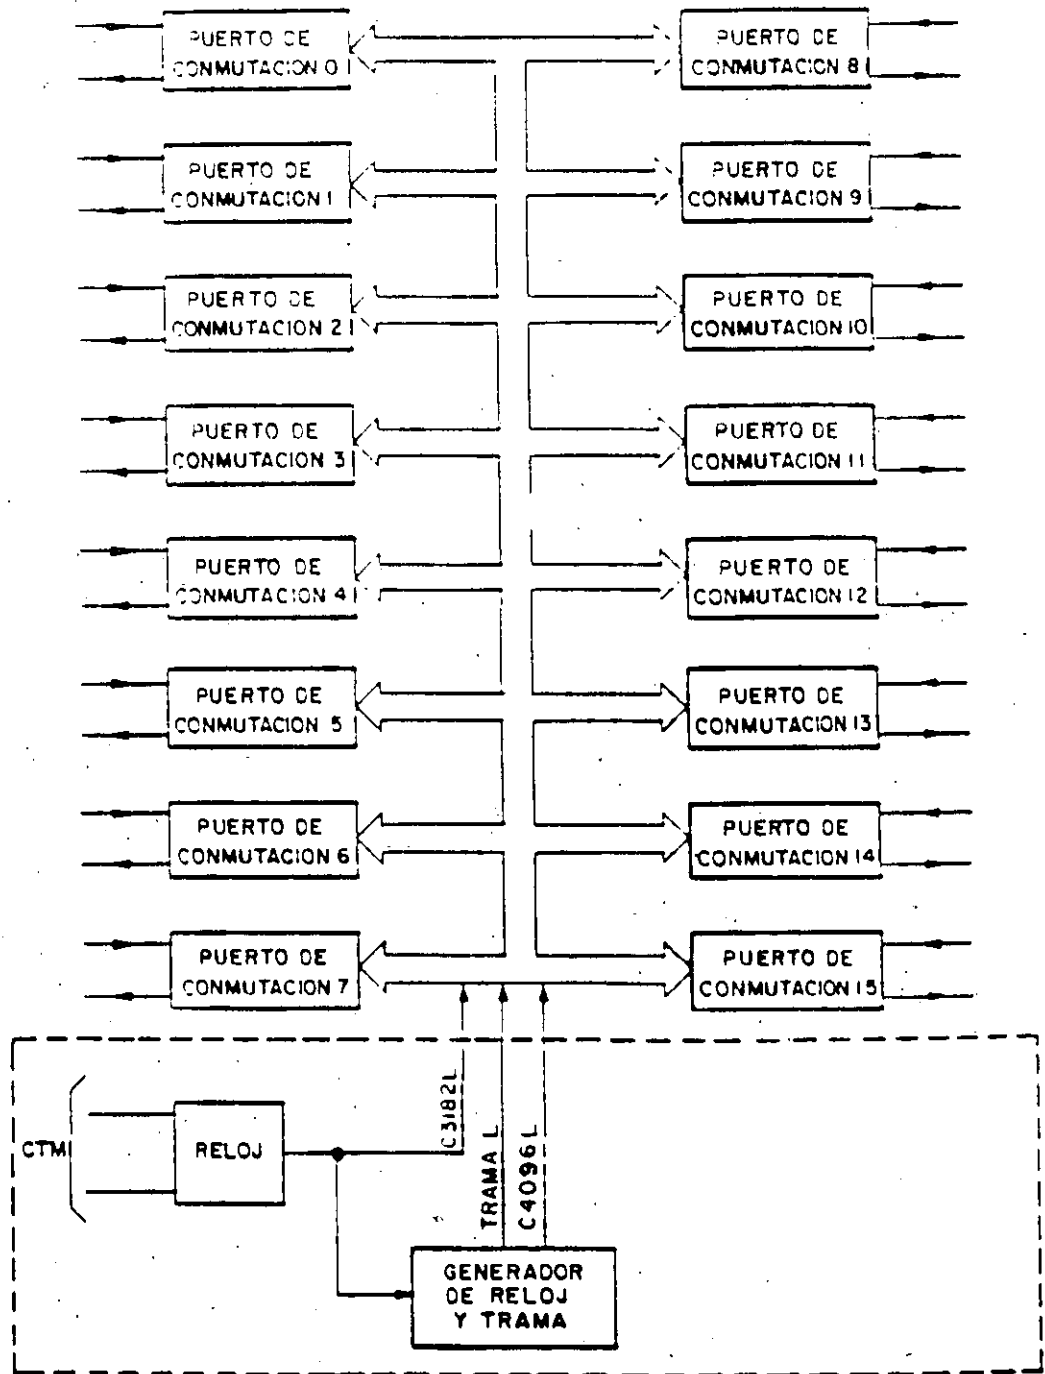 PUERTO DE
CONMUTACION 0
PUERTO DE
CONMUTACION 8
PUERTO DE
CONMUTACION 1
PUERTO DE
CONMUTACION 9
PUERTO DE
CONMUTACION 2
PUERTO DE
CONMUTACION 10
PUERTO DE
CONMUTACION 3
PUERTO DE
CONMUTACION 11
PUERTO DE
CONMUTACION 4
PUERTO DE
CONMUTACION 12
PUERTO DE
CONMUTACION 5
PUERTO DE
CONMUTACION 13
PUERTO DE
CONMUTACION 6
PUERTO DE
CONMUTACION 14
PUERTO DE
CONMUTACION 7
PUERTO DE
CONMUTACION 15
CTM
RELOJ
C3182L
TRAMA L
C4096L
GENERADOR
DE RELOJ
Y TRAMA